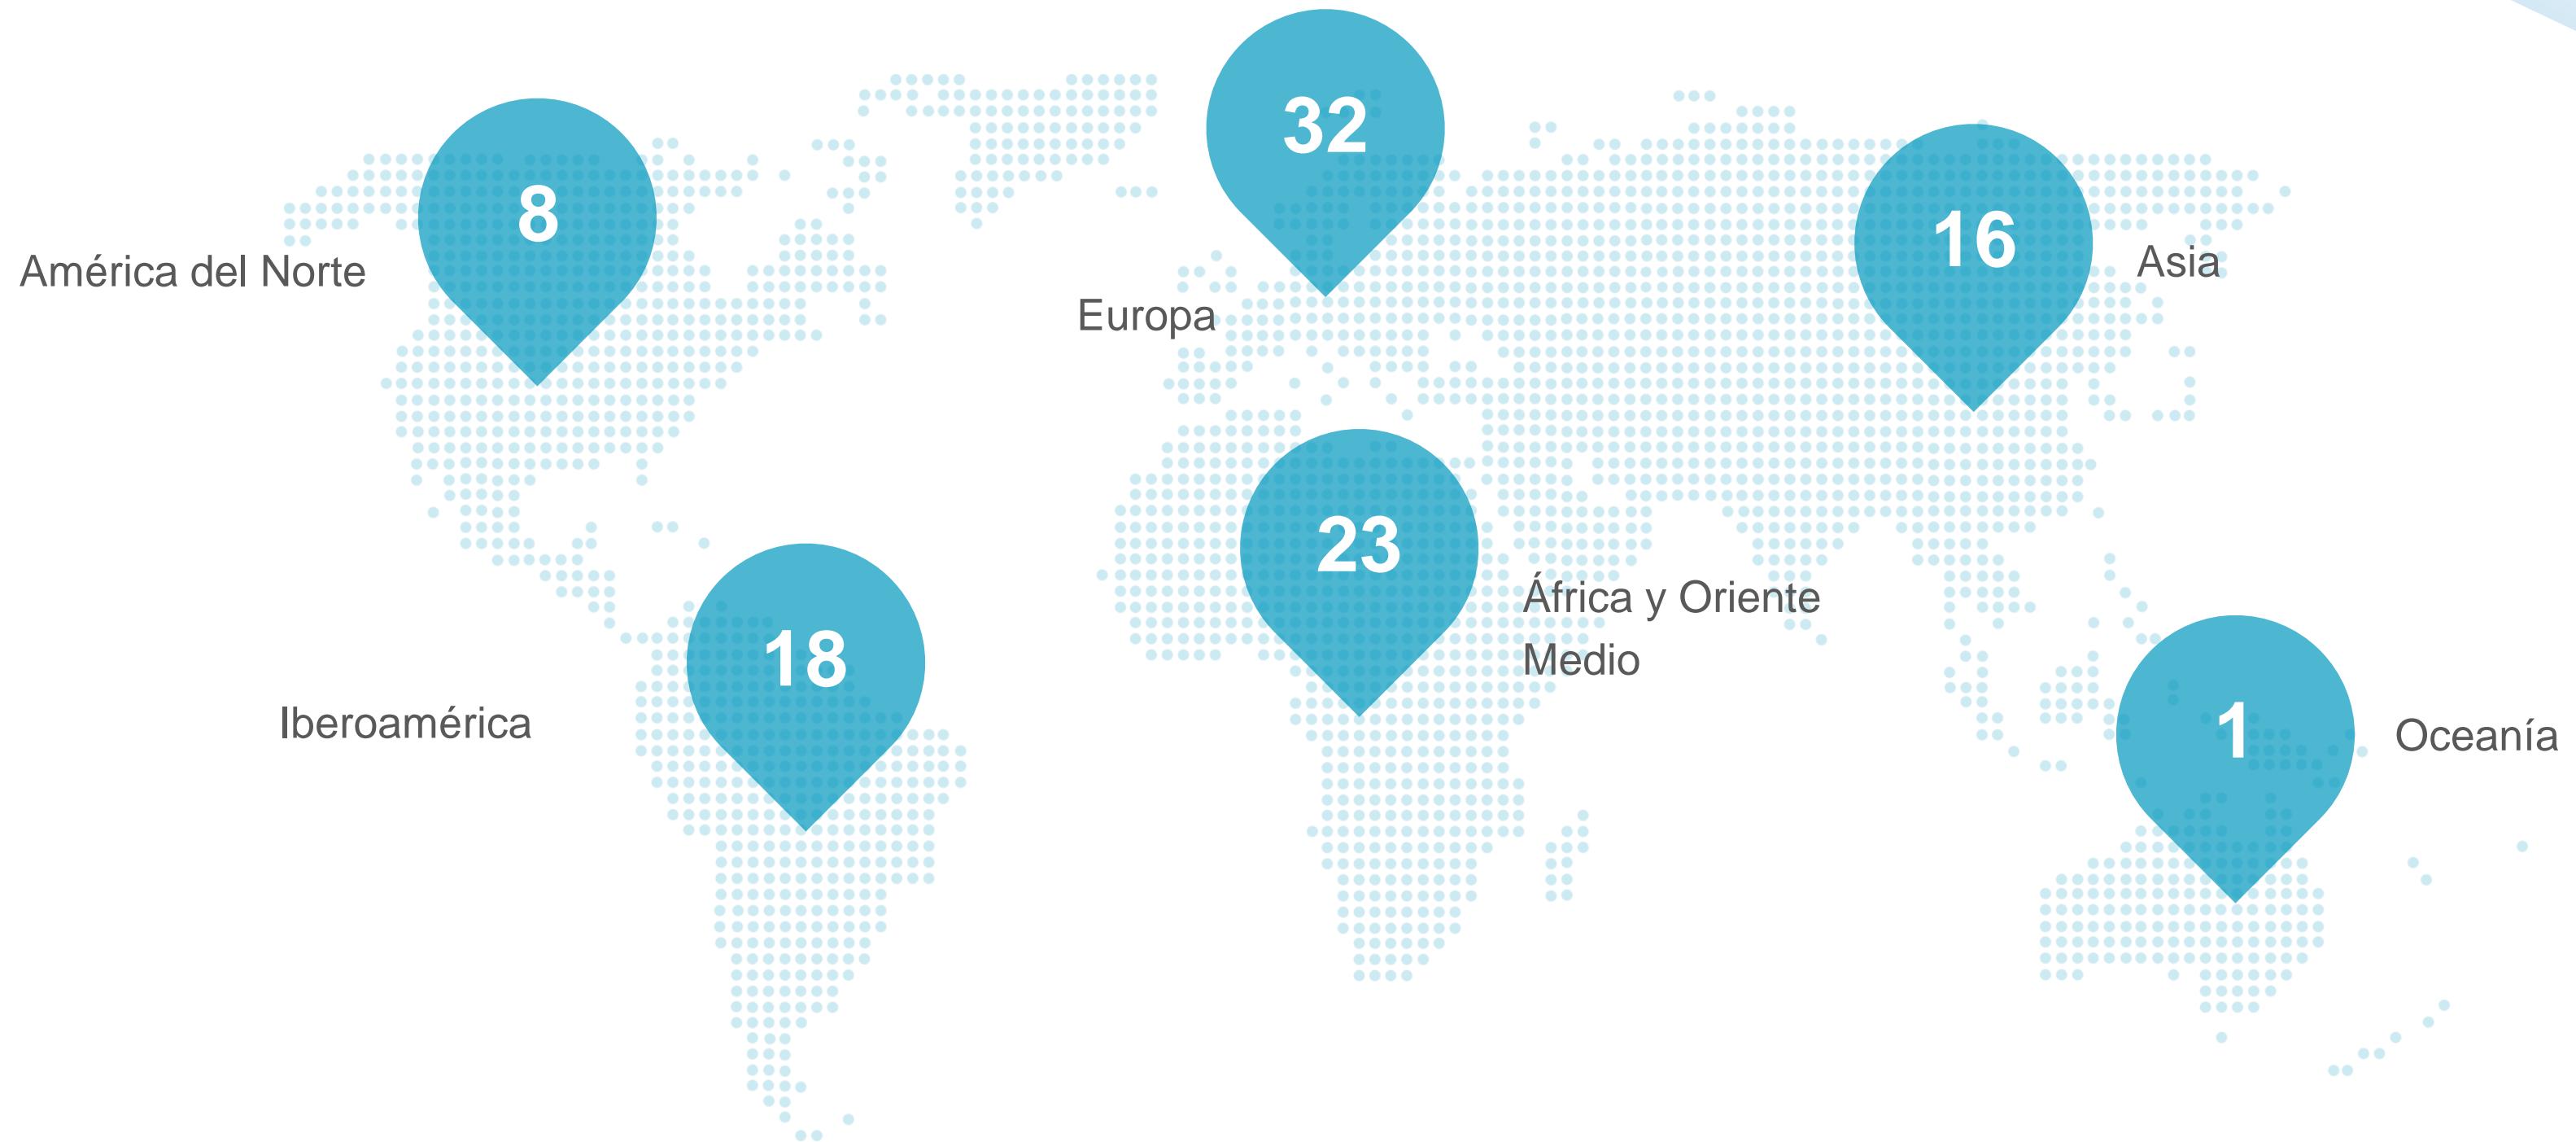 32
8
16
América del Norte
Asia
Europa
23
África y Oriente
Medio
18
Iberoamérica
1
Oceanía